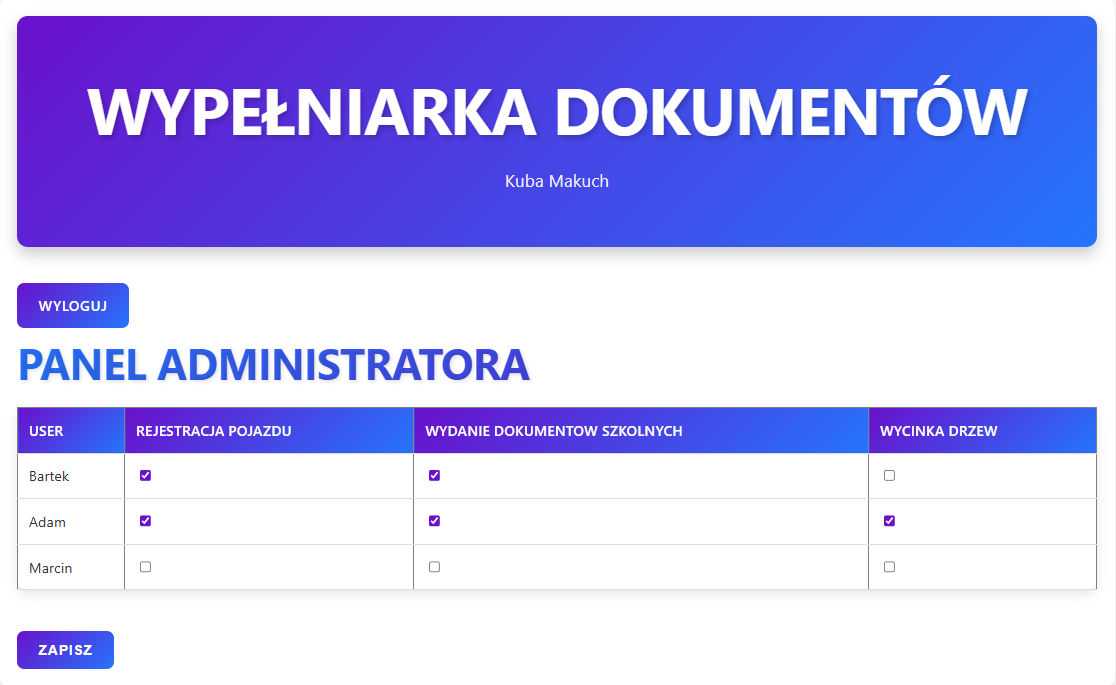 WYPEŁNIARKA DOKUMENTÓW
Kuba Makuch
WYLOGUJ
PANEL ADMINISTRATORA
USER REJESTRACJA POJAZDU WYDANIE DOKUMENTOW SZKOLNYCH WYCINKA DRZEW
Bartek
Adam
Marcin
ZAPISZ